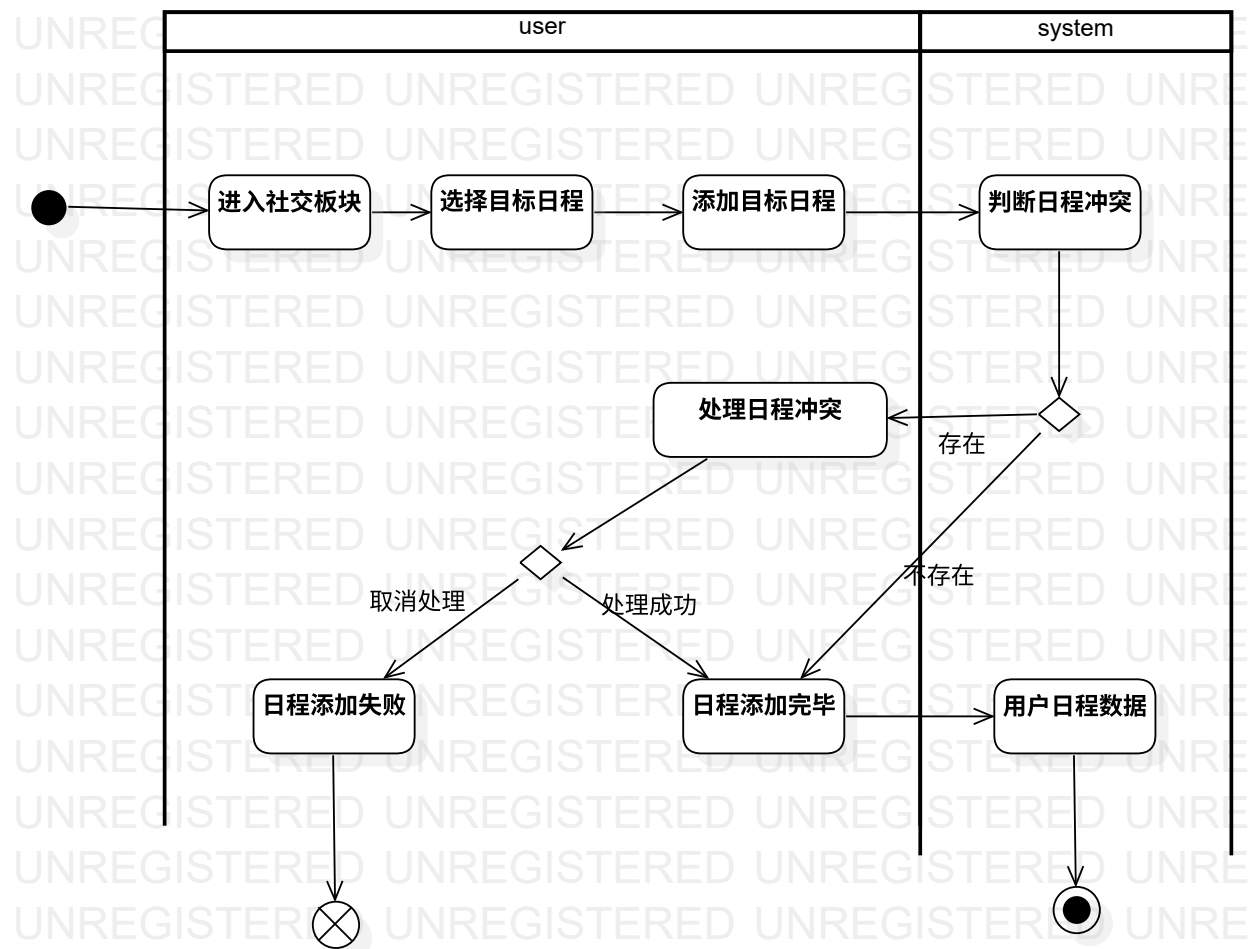 user
system
进入社交板块
选择目标日程
添加目标日程
判断日程冲突
处理日程冲突
存在
不存在
取消处理
处理成功
日程添加失败
日程添加完毕
用户日程数据
UNREGISTERED